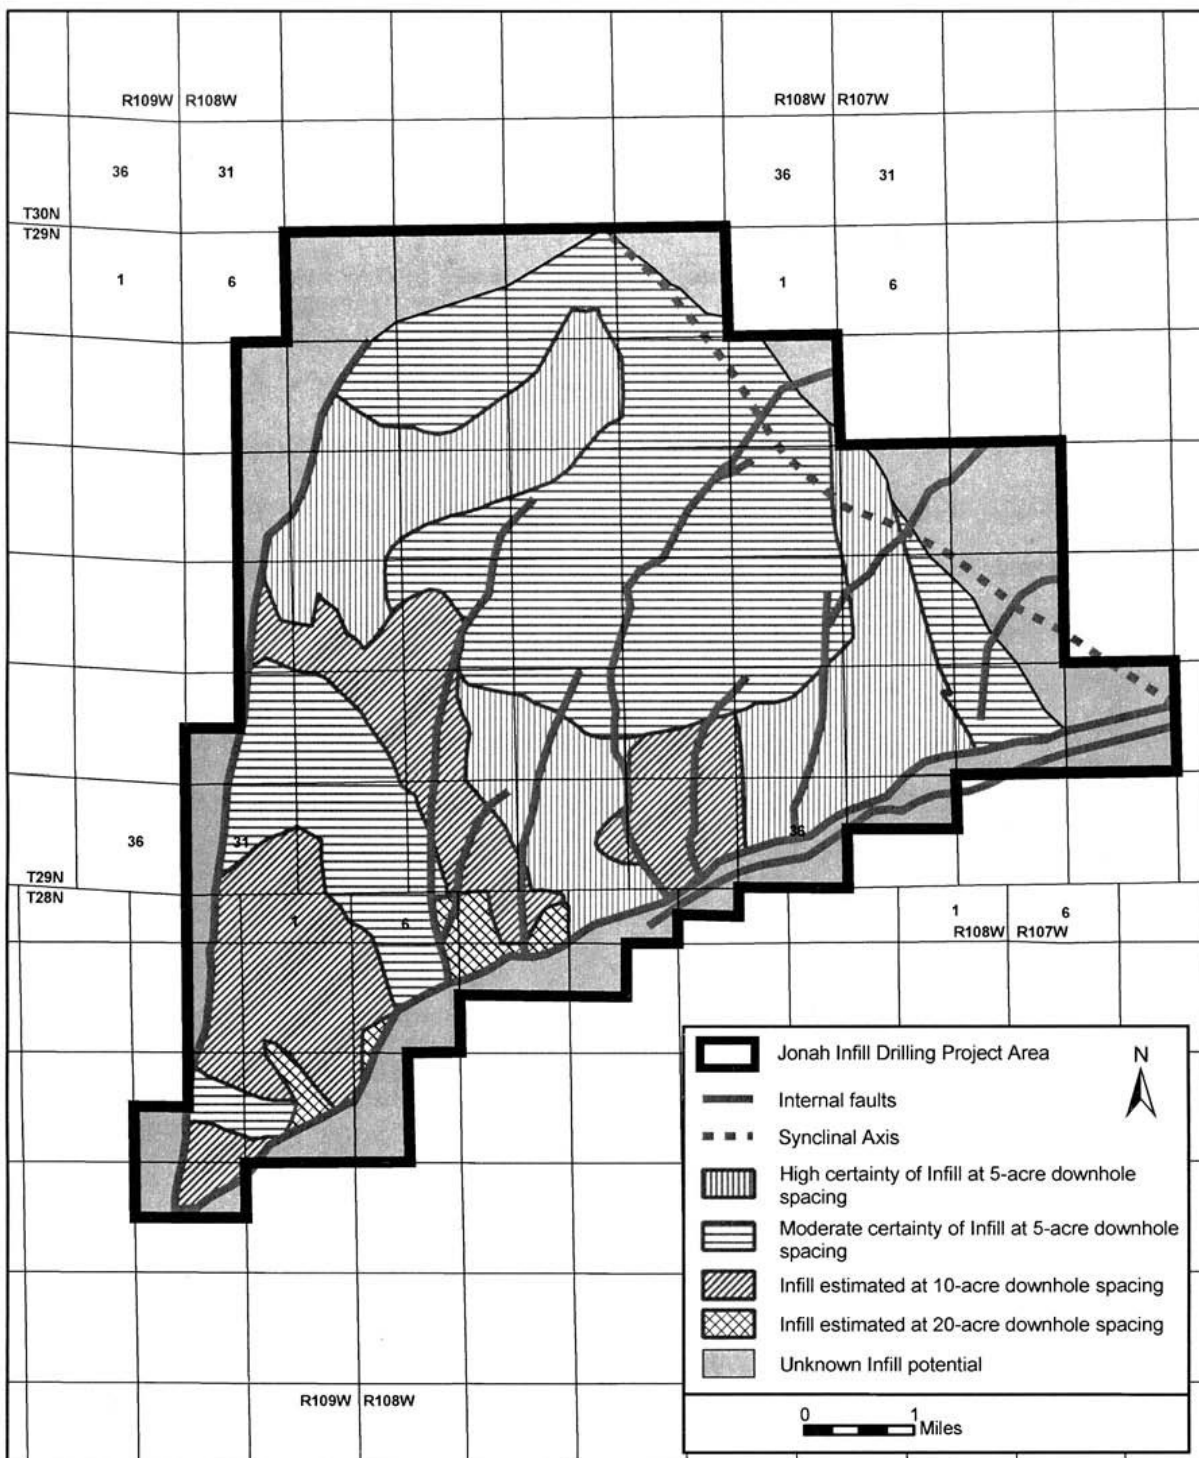 R109W R108W
R108W R107W
36
31
36
31
T30N
T29N
1
6
1
6
36
31
36
T29N
T28N
1
6
1
6
R108W R107W
Jonah Infill Drilling Project Area
N
Internal faults
Synclinal Axis
High certainty of Infill at 5-acre downhole
spacing
Moderate certainty of Infill at 5-acre downhole
spacing
Infill estimated at 10-acre downhole spacing
Infill estimated at 20-acre downhole spacing
Unknown Infill potential
R109W R108W
0
1
Miles